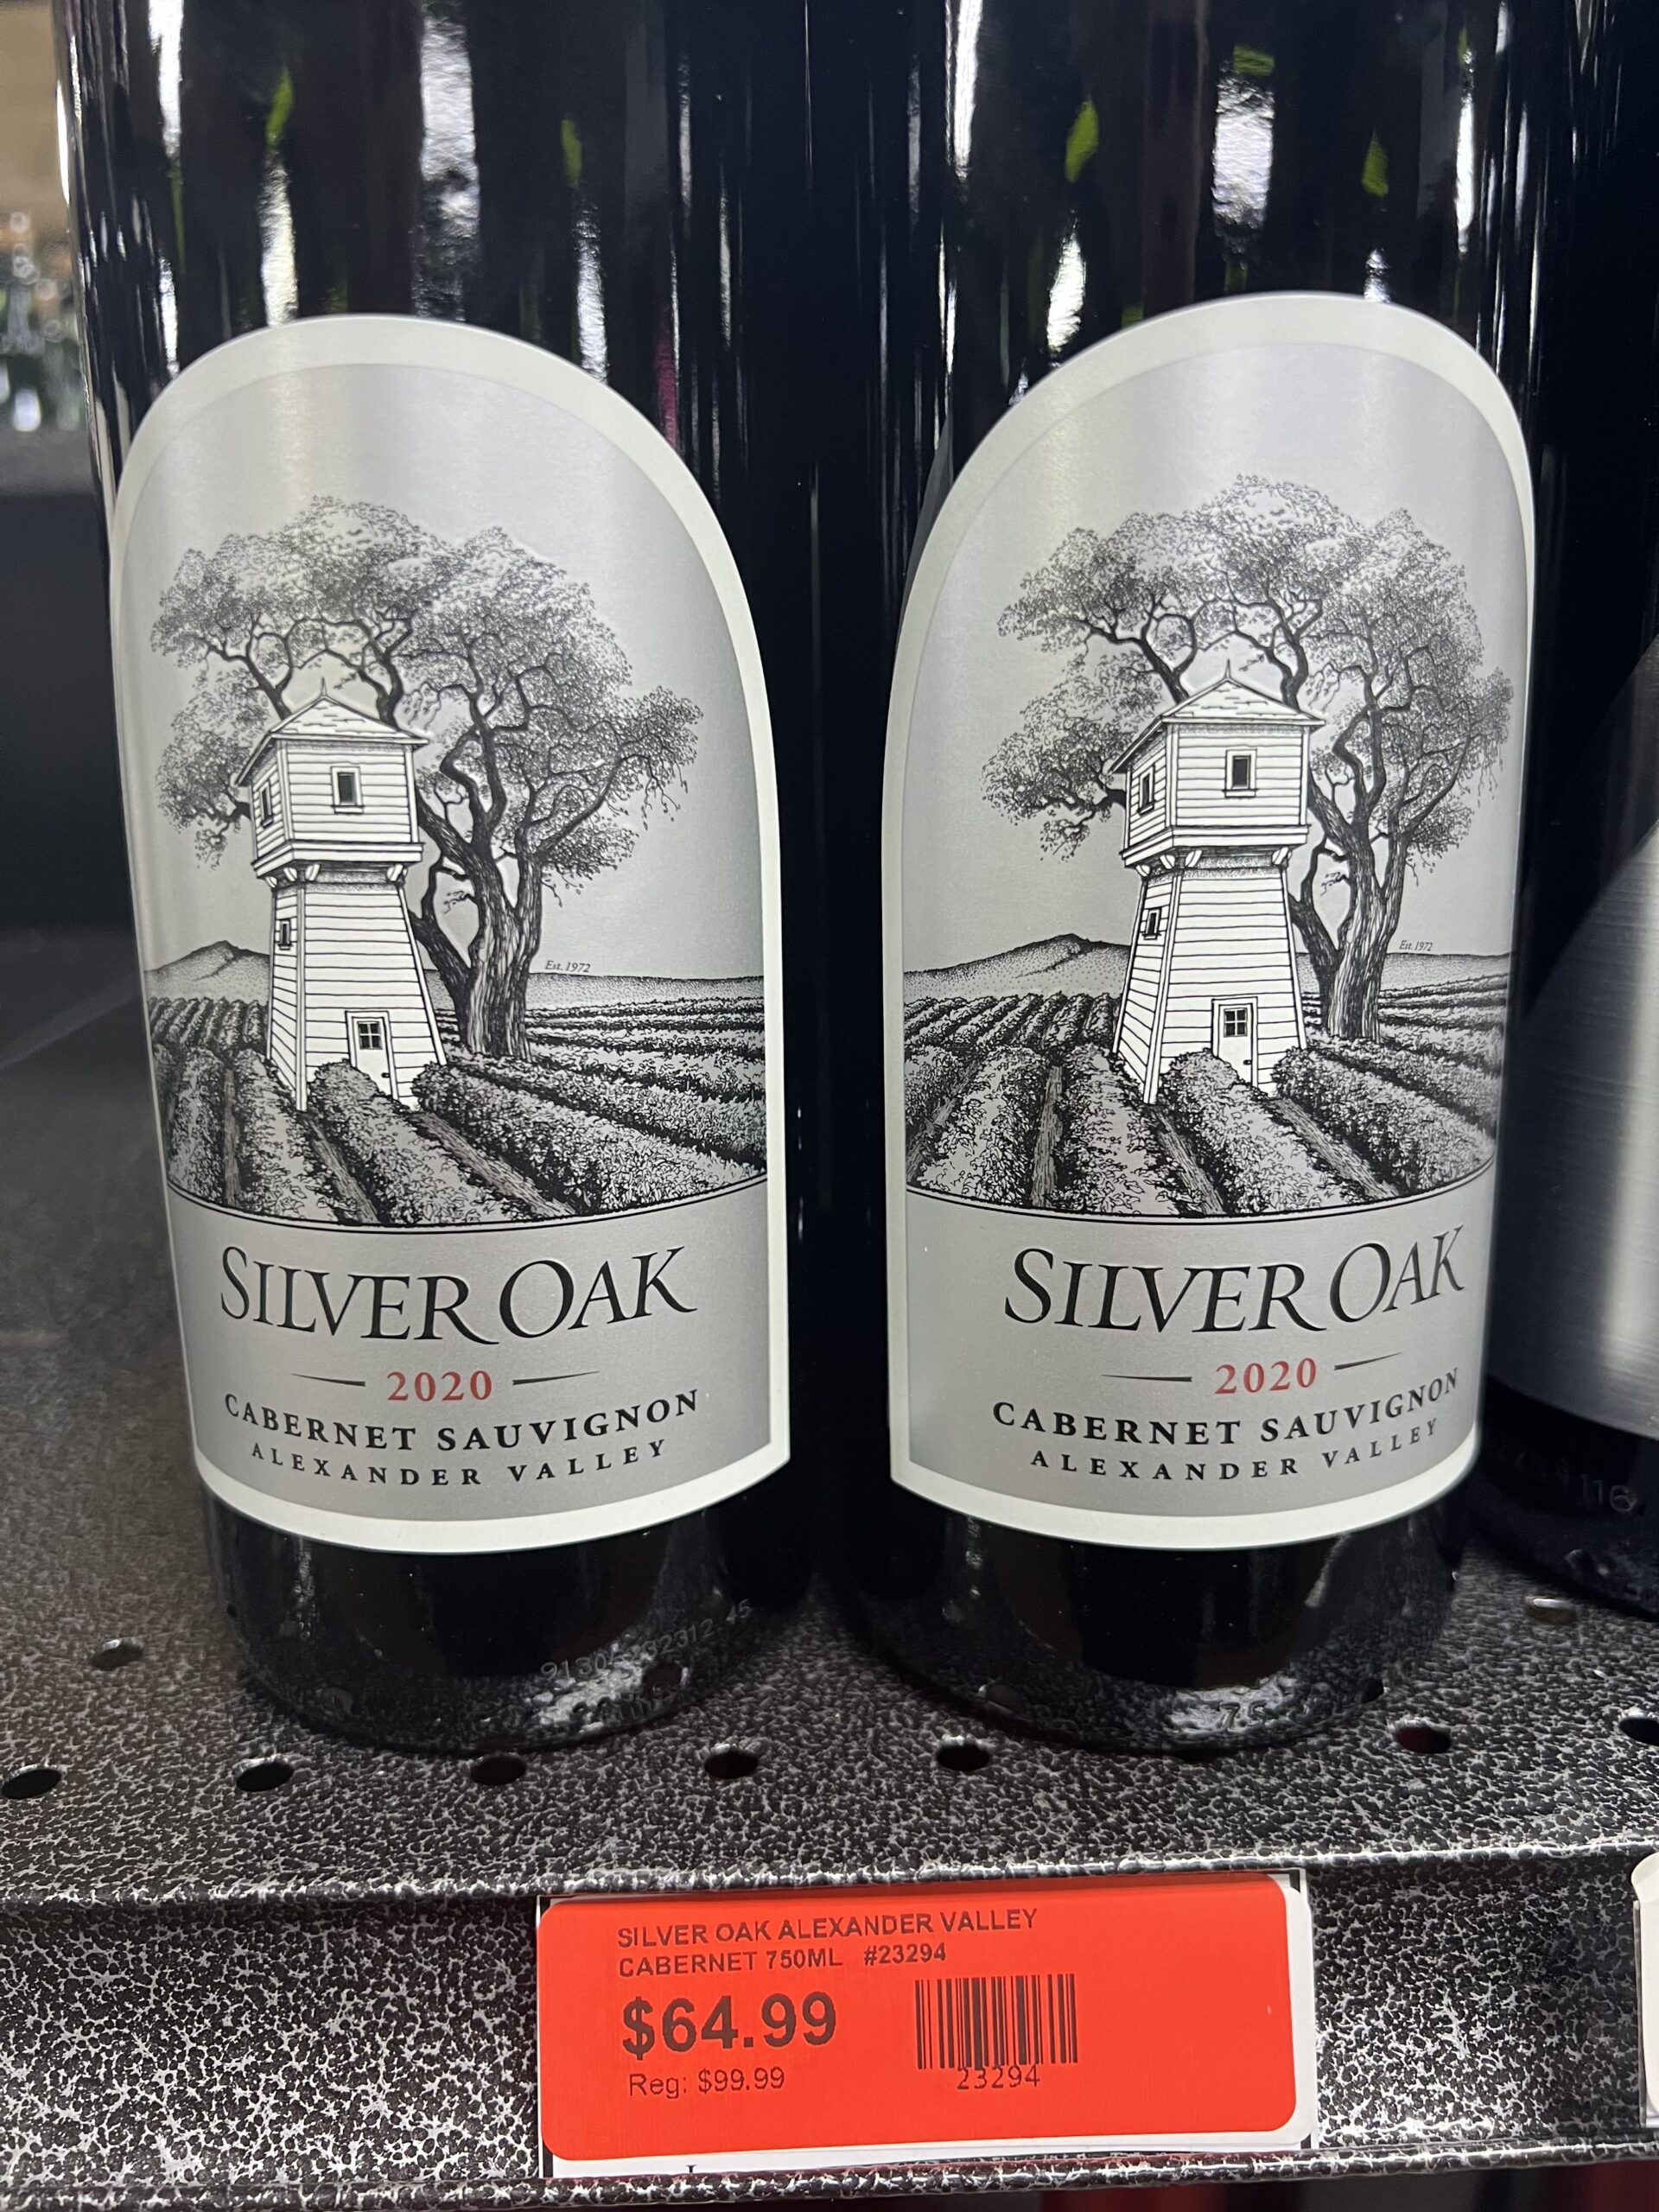 Est. 1972
SILVER OAK
2020
CABERNET SAUVIGNON
ALEXANDER VALLEY
Est. 1972
SILVER OAK
2020
CABERNET SAUVIGNON
ALEXANDER VALLEY
116
SILVER OAK ALEXANDER VALLEY
CABERNET 750ML #23294
$64.99
Reg: $99.99
23294